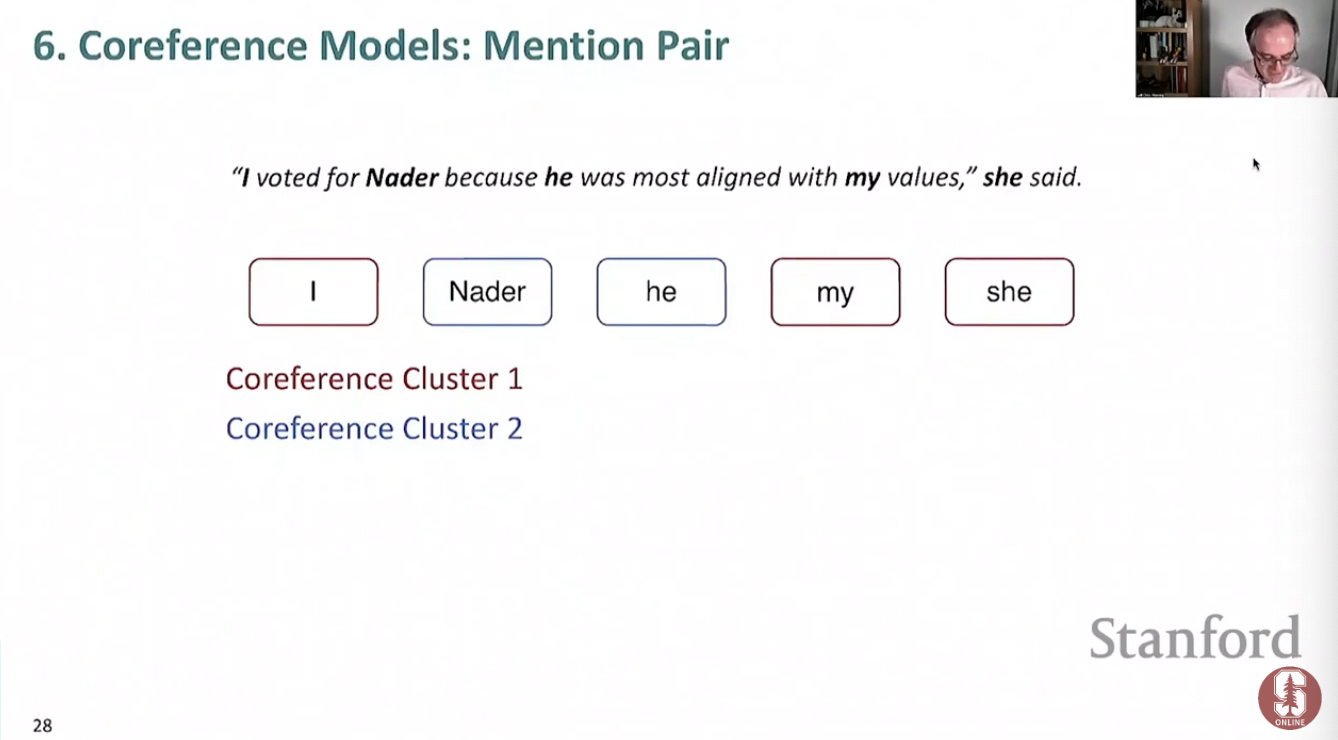 6. Coreference Models: Mention Pair
“I voted for Nader because he was most aligned with my values,” she said.
I
Nader
he
my
she
Coreference Cluster 1
Coreference Cluster 2
Stanford
S
ONLINE
28